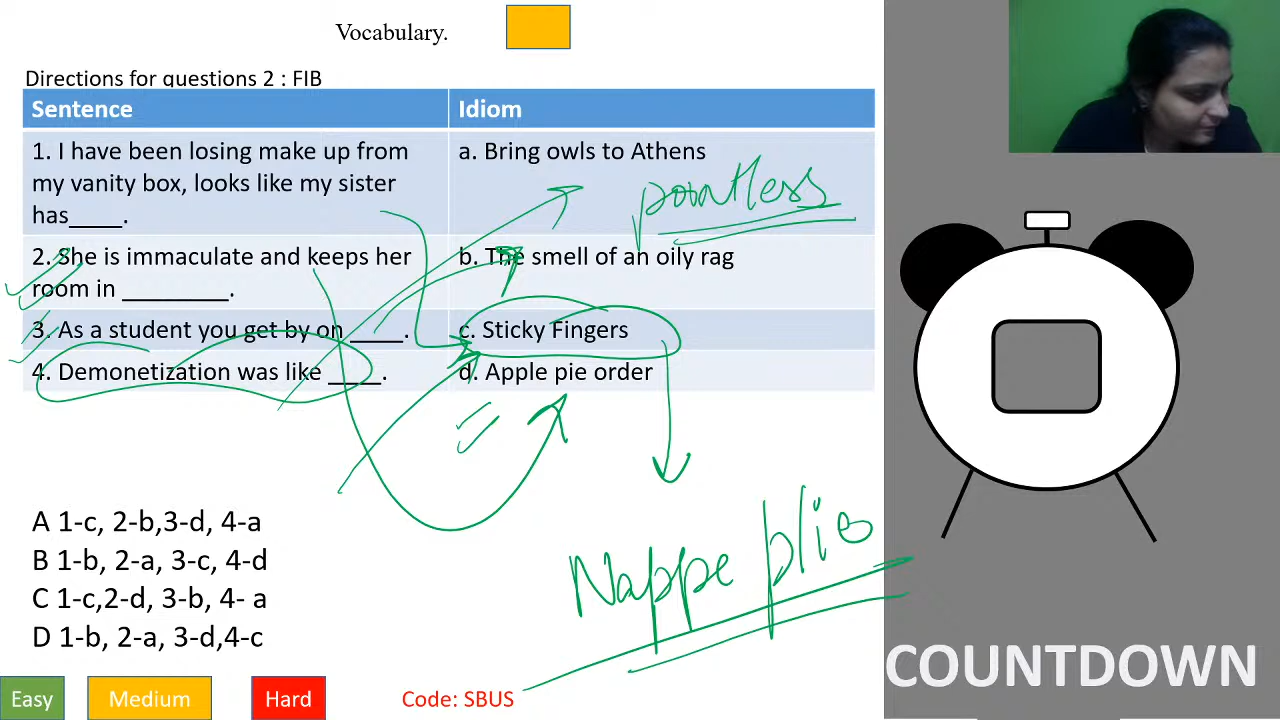 Vocabulary.
Directions for questions 2 : FIB
Sentence
Idiom
1. I have been losing make up from
my vanity box, looks like my sister
has____.
a. Bring owls to Athens
pointless
2. She is immaculate and keeps her
room in _________.
b. The smell of an oily rag
3. As a student you get by on ____.
c. Sticky Fingers
4. Demonetization was like ____.
d. Apple pie order
Nappe plie
A 1-c, 2-b,3-d, 4-a
B 1-b, 2-a, 3-c, 4-d
C 1-c,2-d, 3-b, 4- a
D 1-b, 2-a, 3-d,4-c
Easy
Medium
Hard
Code: SBUS
COUNTDOWN